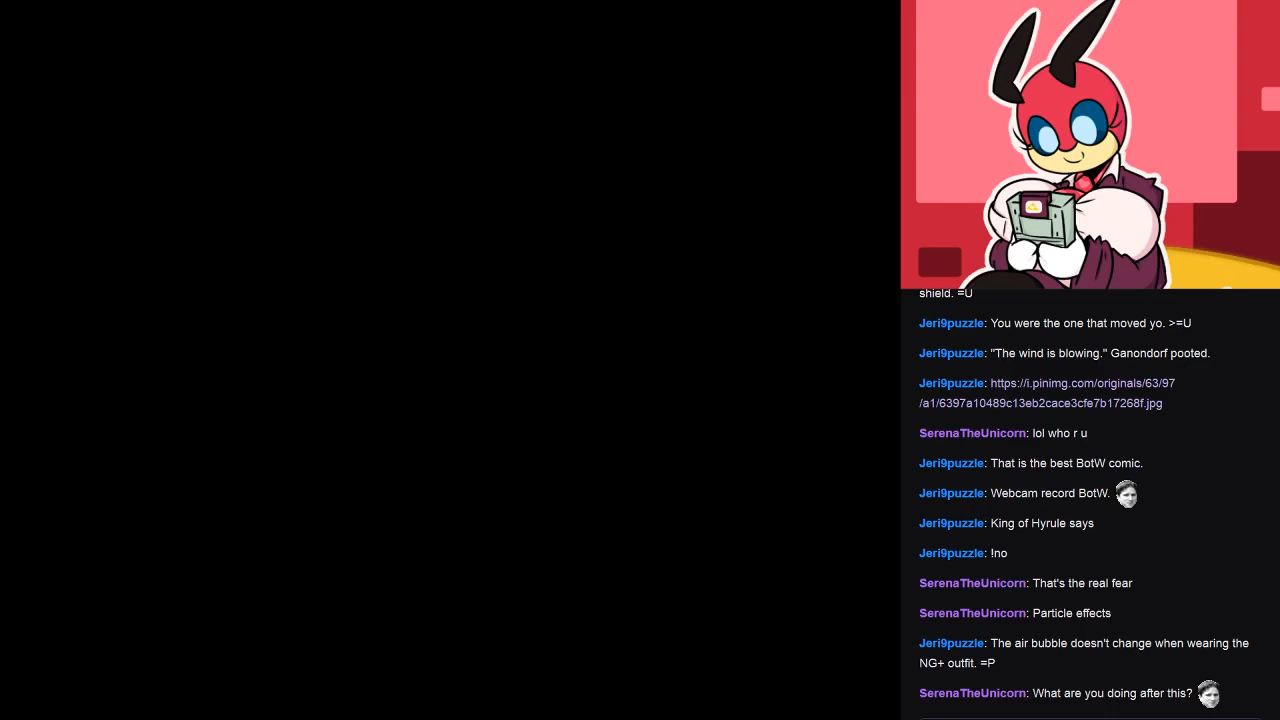 shield. =U
Jeri9puzzle: You were the one that moved yo. >=U
Jeri9puzzle: "The wind is blowing." Ganondorf pooted.
Jeri9puzzle: https://i.pinimg.com/originals/63/97
/a1/6397a10489c13eb2cace3cfe7b17268f.jpg
SerenaTheUnicorn: lol who r u
Jeri9puzzle: That is the best BotW comic.
Jeri9puzzle: Webcam record BotW.
Jeri9puzzle: King of Hyrule says
Jeri9puzzle: !no
SerenaTheUnicorn: That's the real fear
SerenaTheUnicorn: Particle effects
Jeri9puzzle: The air bubble doesn't change when wearing the
NG+ outfit. =P
SerenaTheUnicorn: What are you doing after this?